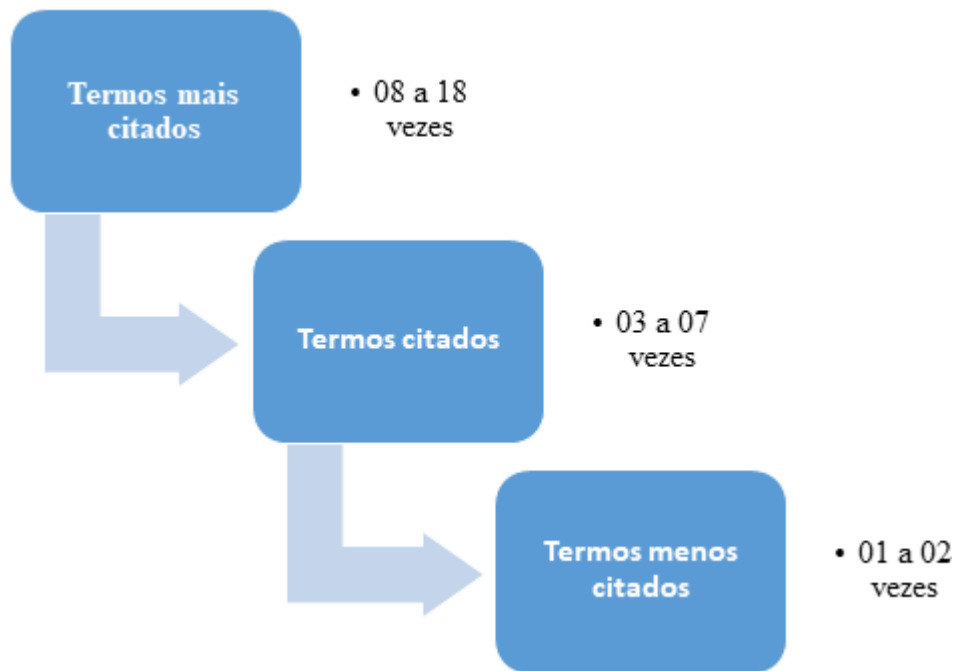 Termos mais
citados
• 08 a 18
vezes
Termos citados
• 03 a 07
vezes
Termos menos
citados
• 01 a 02
vezes